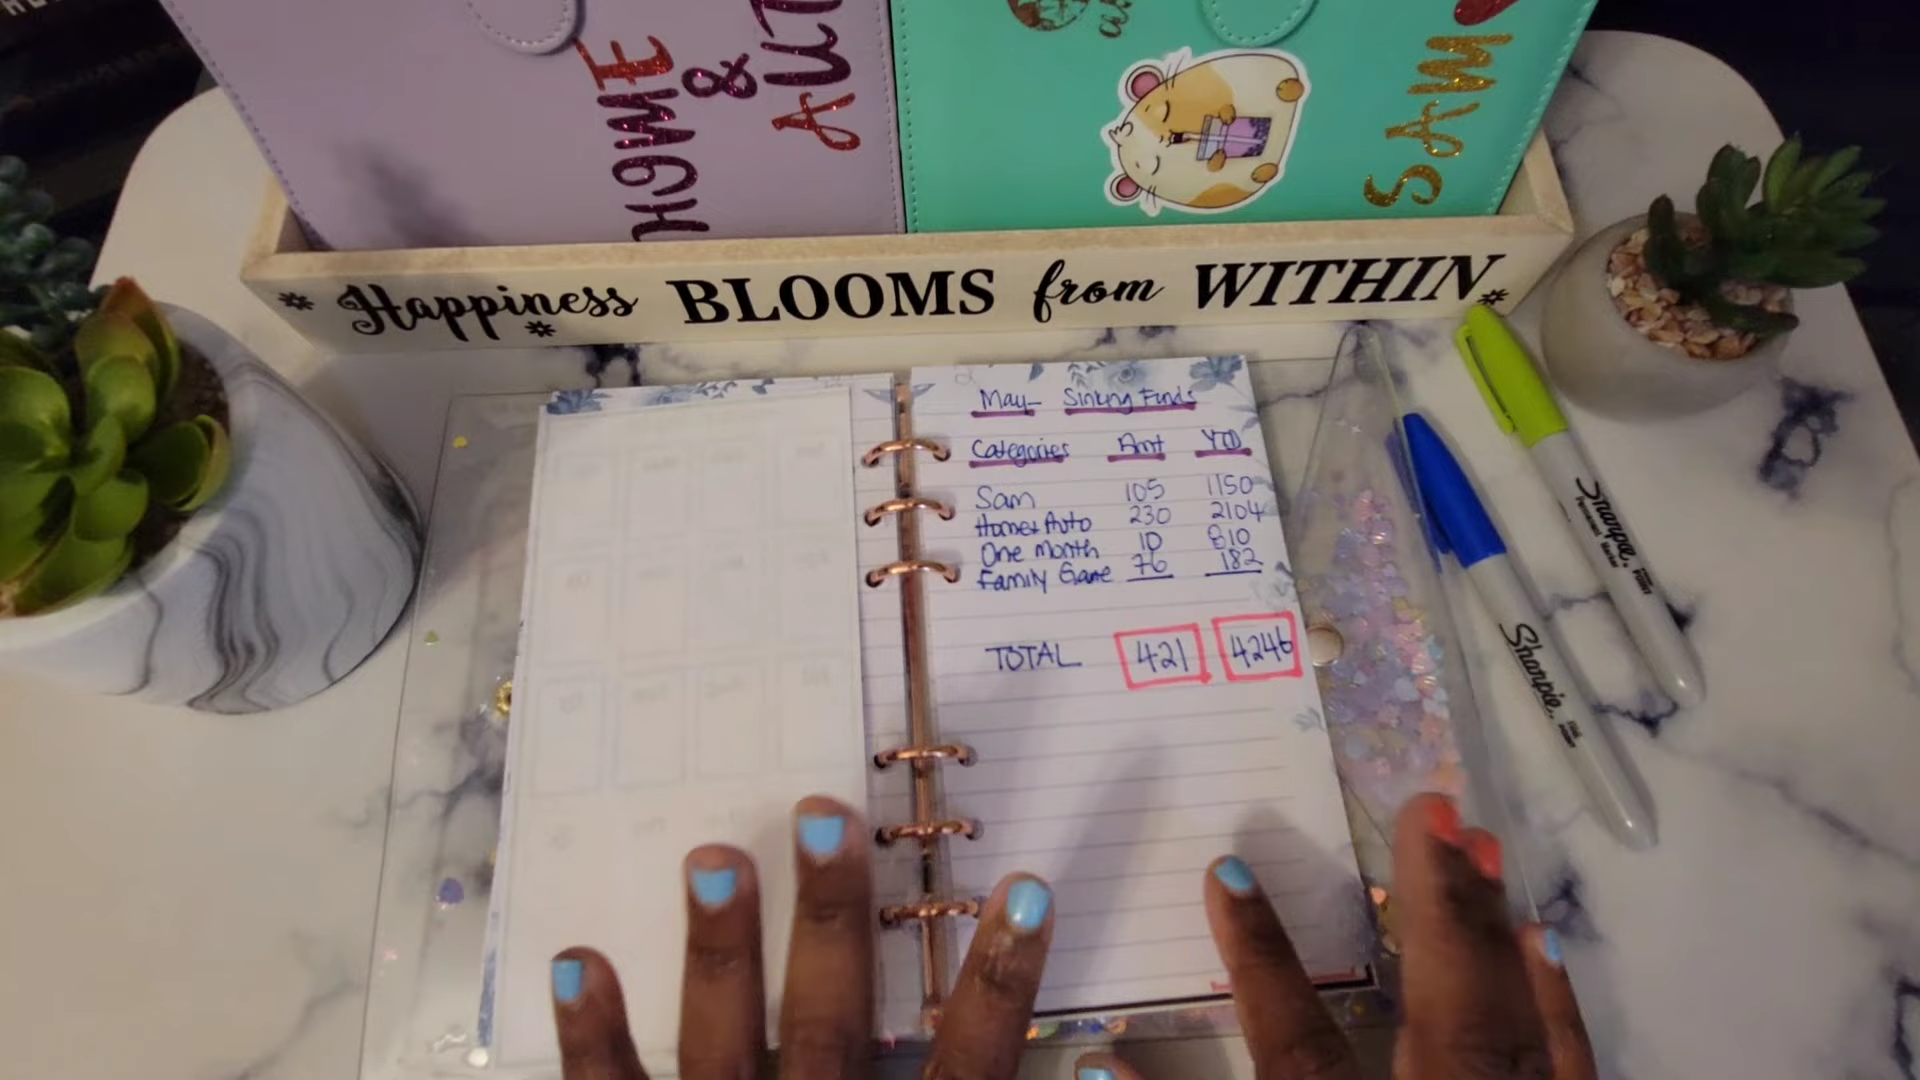 HOME
&
AUT
SAM
Happiness BLOOMS from WITHIN
May- Sinking Funds
Categories Amt YTD
Sam 105 1150
Home & Auto 230 2104
One Month 10 810
Family Game 76 182
TOTAL 421 4246
Sharpie.
Sharpie.